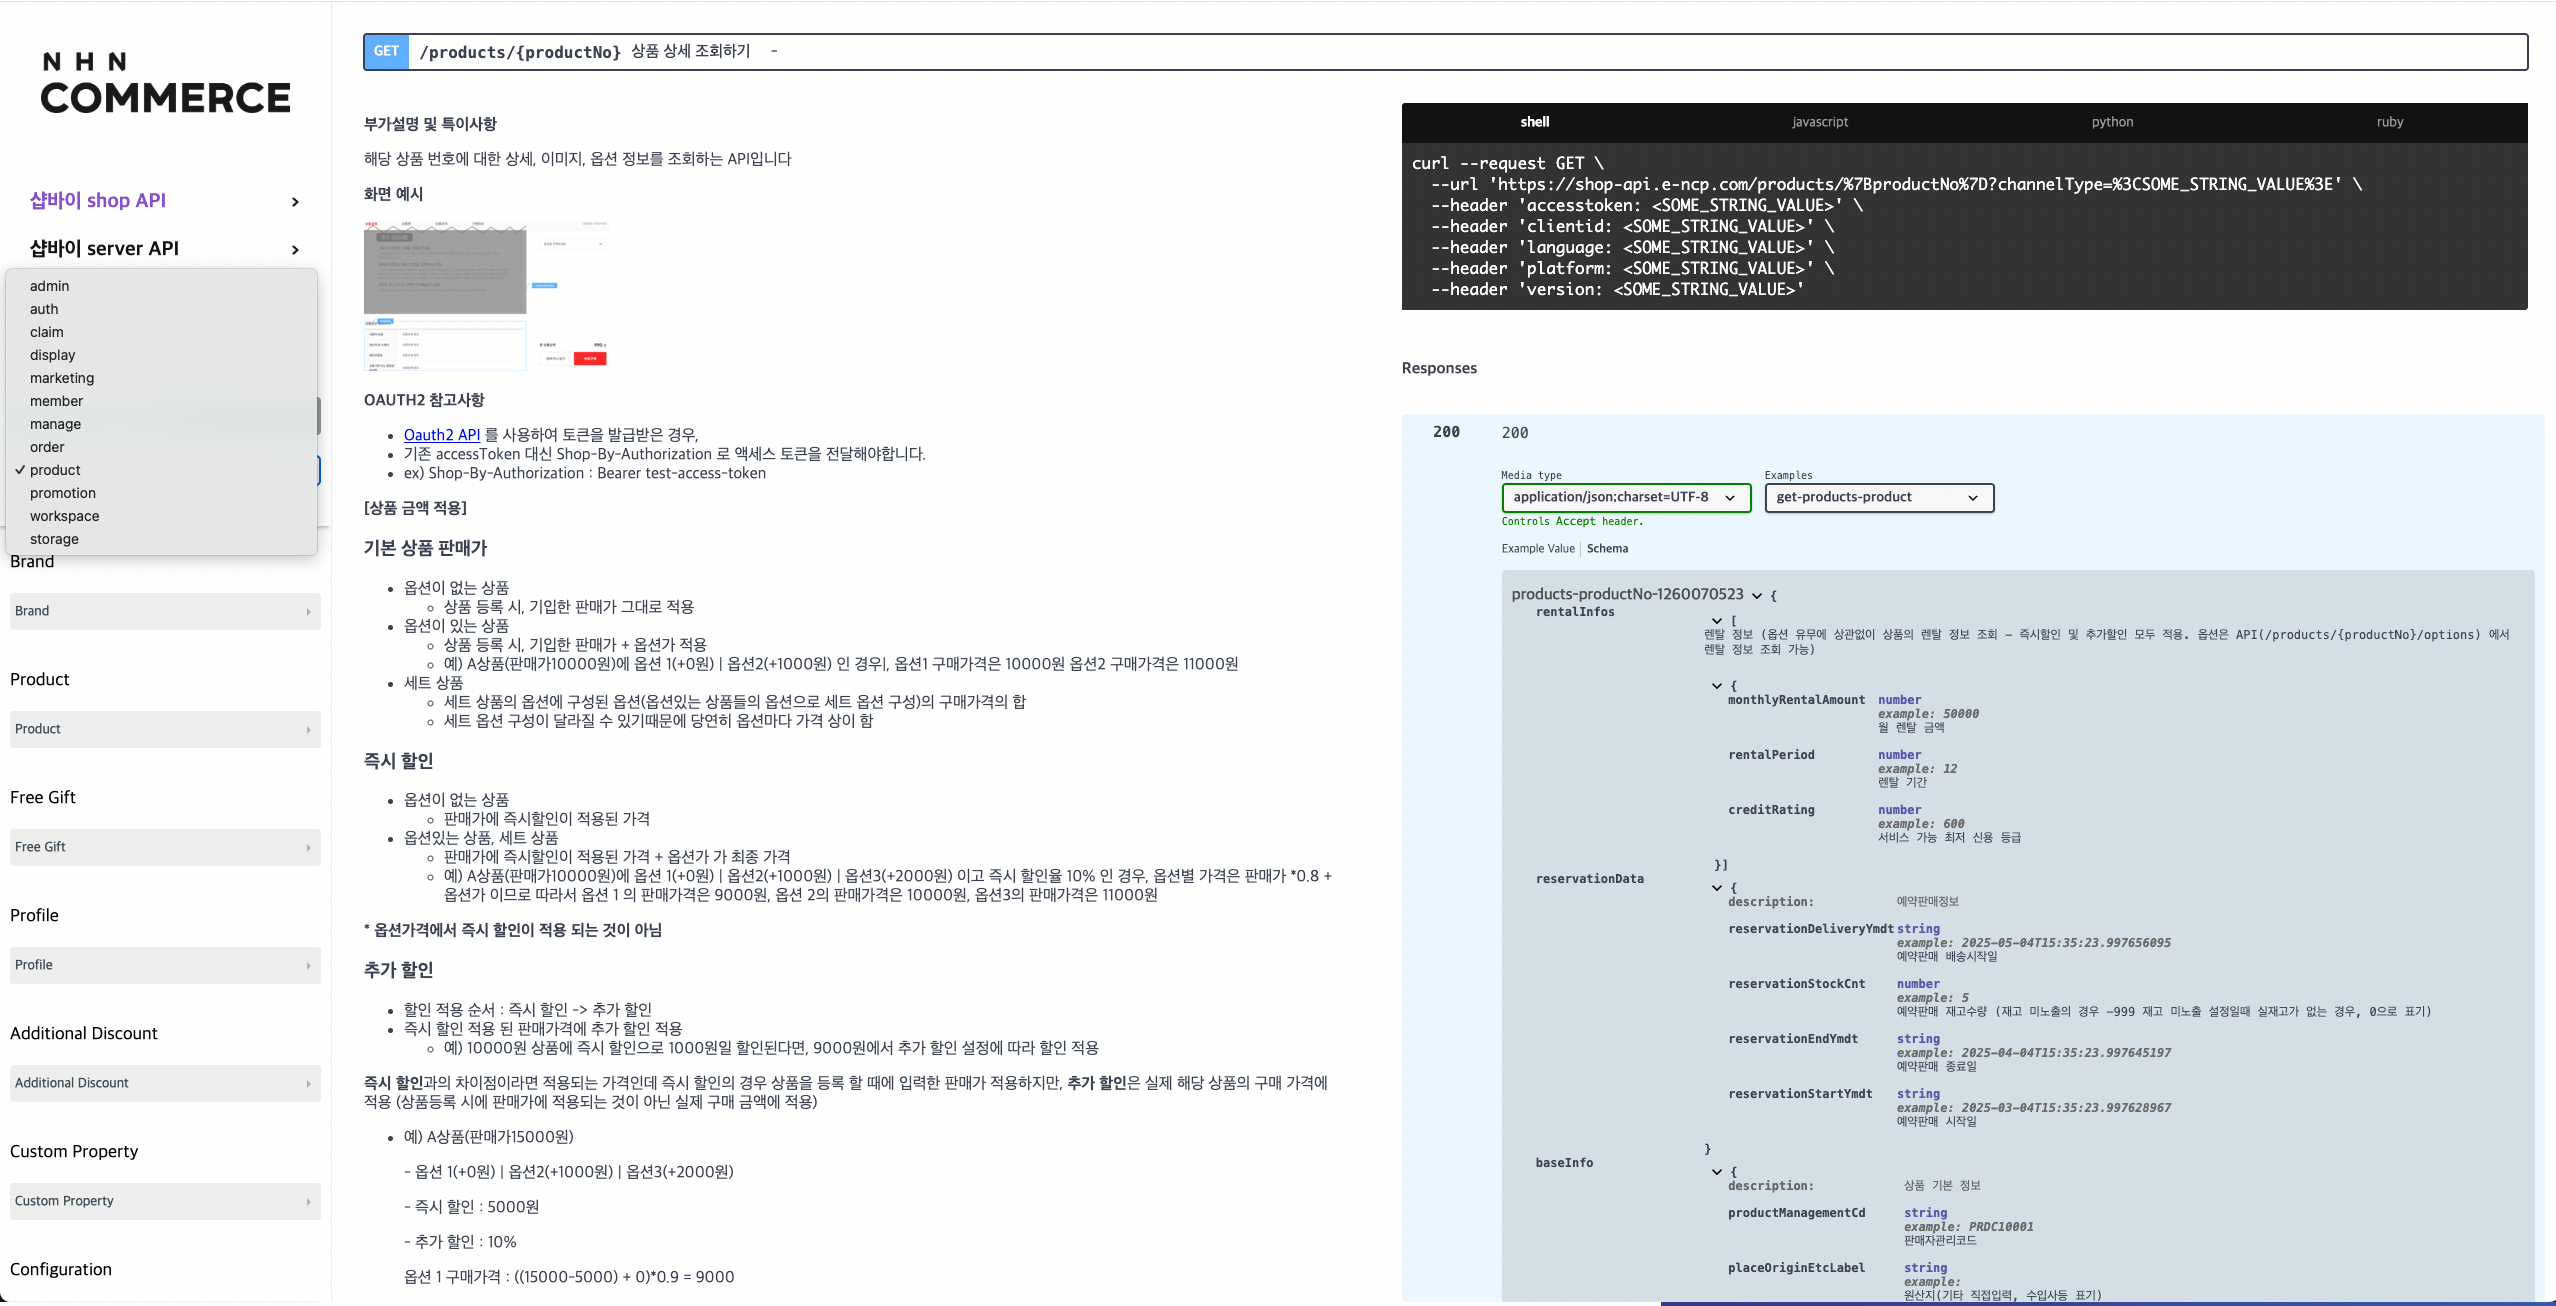 NHN
COMMERCE
샵바이 shop API
샵바이 server API
admin
auth
claim
display
marketing
member
manage
order
product
promotion
workspace
storage
Brand
Brand
Product
Product
Free Gift
Free Gift
Profile
Profile
Additional Discount
Additional Discount
Custom Property
Custom Property
Configuration
GET /products/{productNo} 상품 상세 조회하기 -
부가설명 및 특이사항
해당 상품 번호에 대한 상세, 이미지, 옵션 정보를 조회하는 API입니다
화면 예시
OAUTH2 참고사항
Oauth2 API 를 사용하여 토큰을 발급받은 경우,
기존 accessToken 대신 Shop-By-Authorization 로 액세스 토큰을 전달해야합니다.
ex) Shop-By-Authorization : Bearer test-access-token
[상품 금액 적용]
기본 상품 판매가
옵션이 없는 상품
상품 등록 시, 기입한 판매가 그대로 적용
옵션이 있는 상품
상품 등록 시, 기입한 판매가 + 옵션가 적용
예) A상품(판매가10000원)에 옵션 1(+0원) | 옵션2(+1000원) 인 경우|, 옵션1 구매가격은 10000원 옵션2 구매가격은 11000원
세트 상품
세트 상품의 옵션에 구성된 옵션(옵션있는 상품들의 옵션으로 세트 옵션 구성)의 구매가격의 합
세트 옵션 구성이 달라질 수 있기때문에 당연히 옵션마다 가격 상이 함
즉시 할인
옵션이 없는 상품
판매가에 즉시할인이 적용된 가격
옵션있는 상품, 세트 상품
판매가에 즉시할인이 적용된 가격 + 옵션가 가 최종 가격
예) A상품(판매가10000원)에 옵션 1(+0원) | 옵션2(+1000원) | 옵션3(+2000원) 이고 즉시 할인율 10% 인 경우, 옵션별 가격은 판매가 *0.8 +
옵션가 이므로 따라서 옵션 1 의 판매가격은 9000원, 옵션 2의 판매가격은 10000원, 옵션3의 판매가격은 11000원
* 옵션가격에서 즉시 할인이 적용 되는 것이 아님
추가 할인
할인 적용 순서 : 즉시 할인 -> 추가 할인
즉시 할인 적용 된 판매가격에 추가 할인 적용
예) 10000원 상품에 즉시 할인으로 1000원일 할인된다면, 9000원에서 추가 할인 설정에 따라 할인 적용
즉시 할인과의 차이점이라면 적용되는 가격인데 즉시 할인의 경우 상품을 등록 할 때에 입력한 판매가 적용하지만, 추가 할인은 실제 해당 상품의 구매 가격에
적용 (상품등록 시에 판매가에 적용되는 것이 아닌 실제 구매 금액에 적용)
예) A상품(판매가15000원)
- 옵션 1(+0원) | 옵션2(+1000원) | 옵션3(+2000원)
- 즉시 할인 : 5000원
- 추가 할인 : 10%
옵션 1 구매가격 : ((15000-5000) + 0)*0.9 = 9000
shell javascript python ruby
curl --request GET \
--url 'https://shop-api.e-ncp.com/products/%7BproductNo%7D?channelType=%3CSOME_STRING_VALUE%3E' \
--header 'accesstoken: <SOME_STRING_VALUE>' \
--header 'clientid: <SOME_STRING_VALUE>' \
--header 'language: <SOME_STRING_VALUE>' \
--header 'platform: <SOME_STRING_VALUE>' \
--header 'version: <SOME_STRING_VALUE>'
Responses
200 200
Media type Examples
application/json;charset=UTF-8 get-products-product
Controls Accept header.
Example Value Schema
products-productNo-1260070523 {
rentalInfos
[
렌탈 정보 (옵션 유무에 상관없이 상품의 렌탈 정보 조회 - 즉시할인 및 추가할인 모두 적용. 옵션은 API(/products/{productNo}/options) 에서
렌탈 정보 조회 가능)
{
monthlyRentalAmount number
example: 50000
월 렌탈 금액
rentalPeriod number
example: 12
렌탈 기간
creditRating number
example: 600
서비스 가능 최저 신용 등급
}]
reservationData
{
description: 예약판매정보
reservationDeliveryYmdt string
example: 2025-05-04T15:35:23.997656095
예약판매 배송시작일
reservationStockCnt number
example: 5
예약판매 재고수량 (재고 미노출의 경우 -999 재고 미노출 설정일때 실재고가 없는 경우, 0으로 표기)
reservationEndYmdt string
example: 2025-04-04T15:35:23.997645197
예약판매 종료일
reservationStartYmdt string
example: 2025-03-04T15:35:23.997628967
예약판매 시작일
}
baseInfo
{
description: 상품 기본 정보
productManagementCd string
example: PRDC10001
판매자관리코드
placeOriginEtcLabel string
example:
원산지(기타 직접입력, 수입사등 표기)